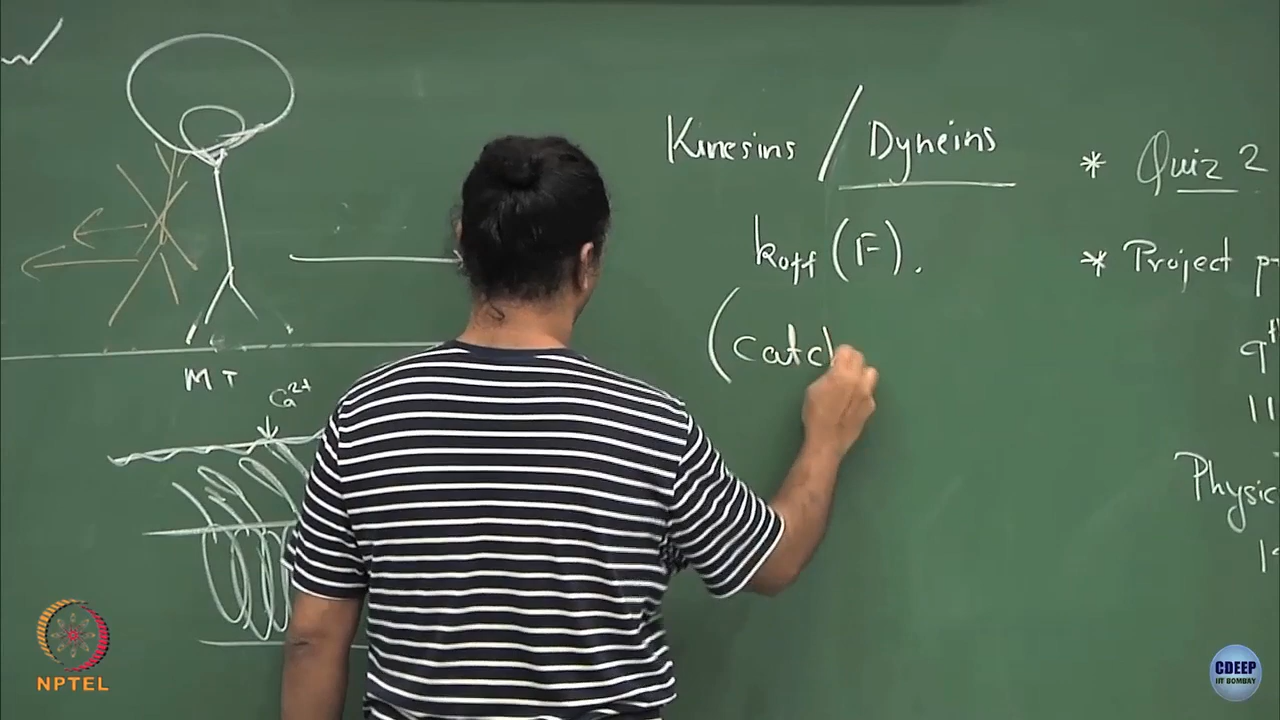 MT
Ca2+
Kinesins / Dyneins
koff (F).
(catch
* Quiz 2
* Project
Physic
NPTEL
CDEEP
IIT BOMBAY